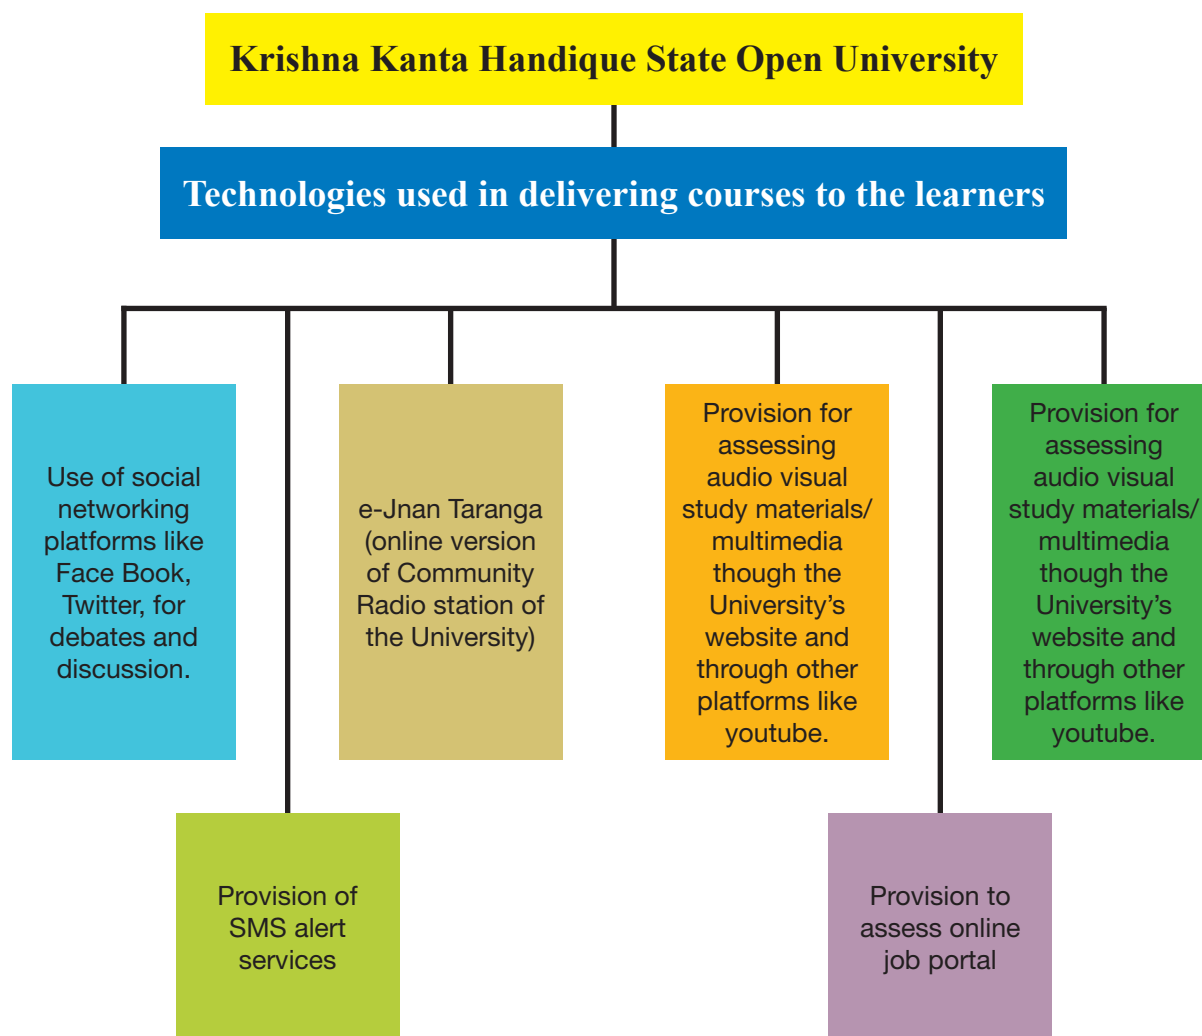 Krishna Kanta Handique State Open University
Technologies used in delivering courses to the learners
Use of social
networking
platforms like
Face Book,
Twitter, for
debates and
discussion.
e-Jnan Taranga
(online version
of Community
Radio station of
the University)
Provision for
assessing
audio visual
study materials/
multimedia
though the
University’s
website and
through other
platforms like
youtube.
Provision for
assessing
audio visual
study materials/
multimedia
though the
University’s
website and
through other
platforms like
youtube.
Provision of
SMS alert
services
Provision to
assess online
job portal